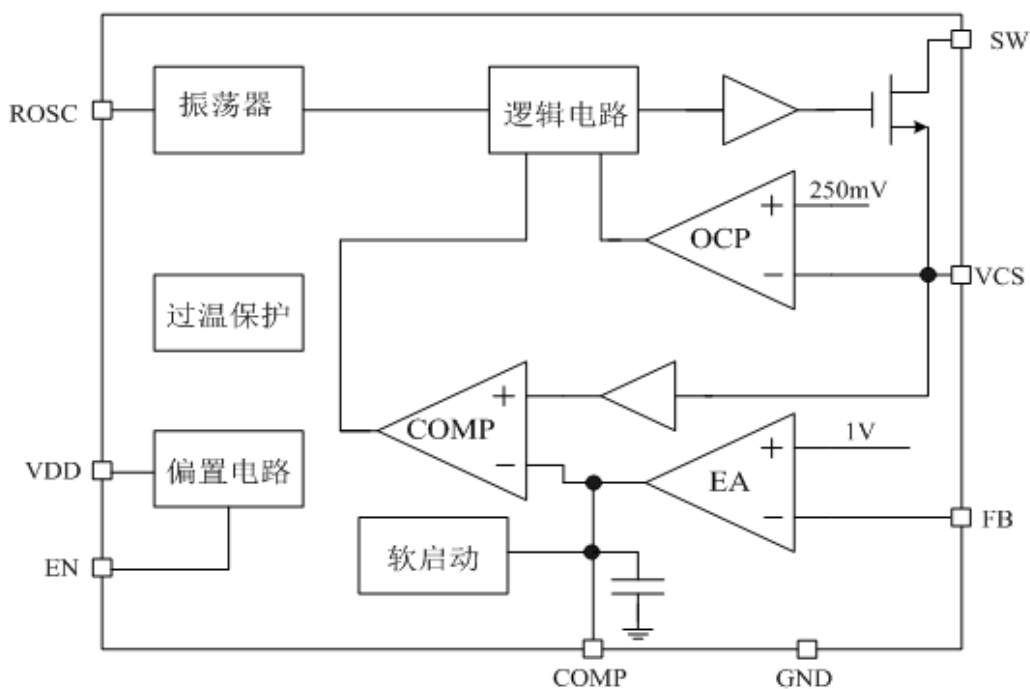 SW
ROSC
振荡器
逻辑电路
250mV
+
OCP
−
VCS
过温保护
+
COMP
−
1V
+
EA
−
VDD
偏置电路
FB
EN
软启动
COMP
GND